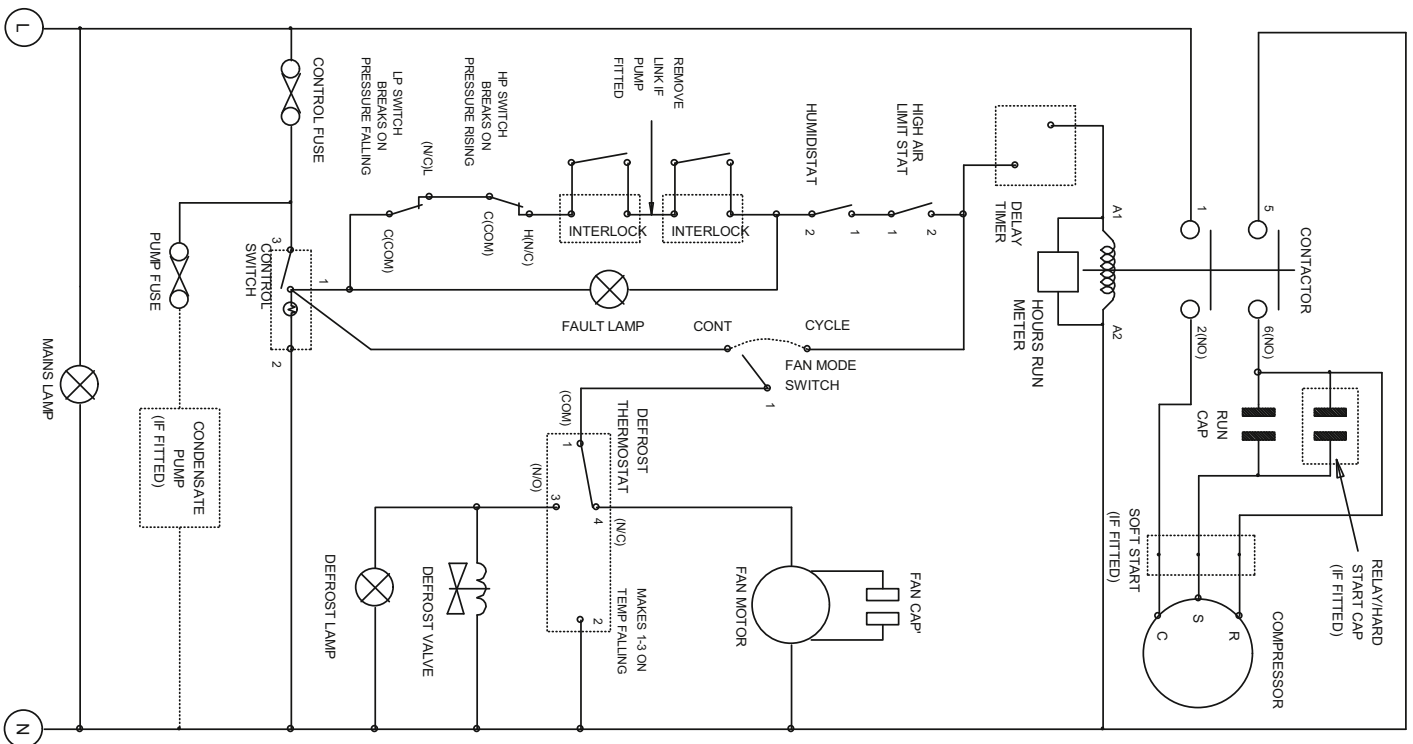 L
N
MAINS LAMP
CONTROL FUSE
PUMP FUSE
CONDENSATE
PUMP
(IF FITTED)
3
CONTROL
SWITCH
1
2
LP SWITCH
BREAKS ON
PRESSURE FALLING
(N/C)L
C(COM)
HP SWITCH
BREAKS ON
PRESSURE RISING
C(COM)
H(N/C)
REMOVE
LINK IF
PUMP
FITTED
INTERLOCK
INTERLOCK
HUMIDISTAT
2
1
HIGH AIR
LIMIT STAT
1
2
FAULT LAMP
CONT
CYCLE
FAN MODE
SWITCH
1
DELAY
TIMER
A1
A2
HOURS RUN
METER
1
5
CONTACTOR
2(NO)
6(NO)
RUN
CAP
RELAY/HARD
START CAP
(IF FITTED)
SOFT START
(IF FITTED)
COMPRESSOR
C
S
R
DEFROST
THERMOSTAT
(COM)
1
(N/O)
3
4
(N/C)
2
MAKES 1-3 ON
TEMP FALLING
DEFROST LAMP
DEFROST VALVE
FAN MOTOR
FAN CAP'